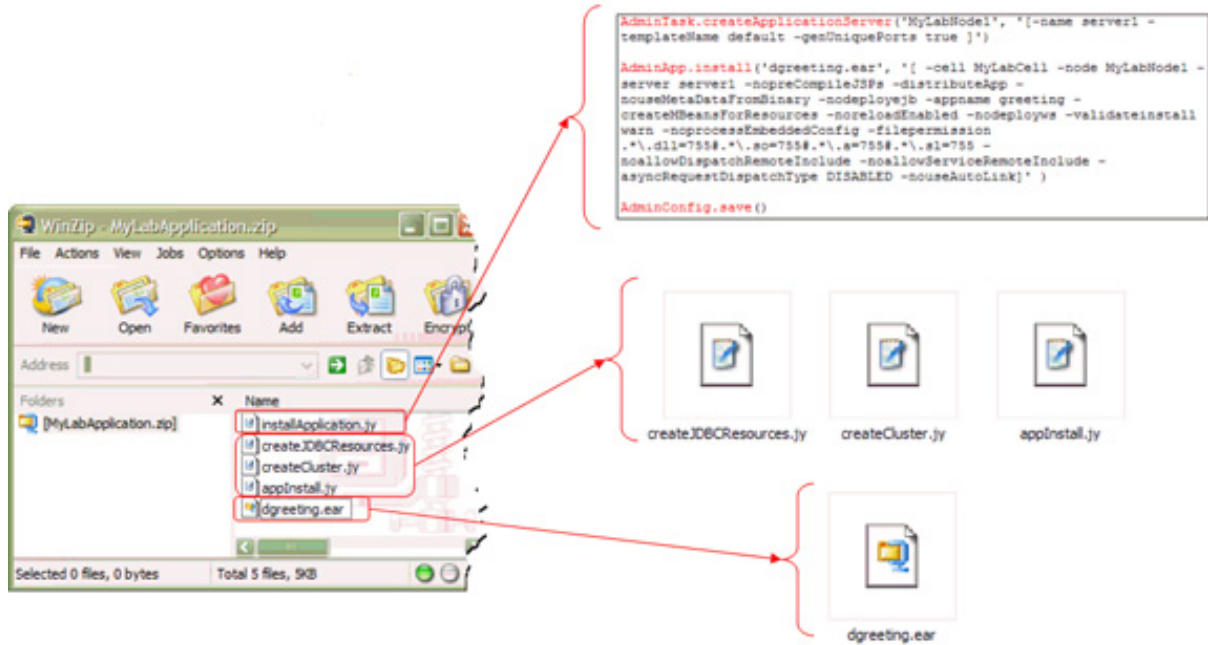 AdminTask.createApplicationServer('MyLabNode1', '[-name server1 -
templateName default -genUniquePorts true ]')
AdminApp.install('dgreeting.ear', '[ -cell MyLabCell -node MyLabNode1 -
server server1 -nopreCompileJSPs -distributeApp -
nouseMetaDataFromBinary -nodeployejb -appname greeting -
createMBeansForResources -noreloadEnabled -nodeployws -validateinstall
warn -noprocessEmbeddedConfig -filepermission
.*\.dll=755#.*\.so=755#.*\.a=755#.*\.sl=755 -
noallowDispatchRemoteInclude -noallowServiceRemoteInclude -
asyncRequestDispatchType DISABLED -nouseAutoLink]' )
AdminConfig.save()
WinZip - MyLabApplication.zip
File Actions View Jobs Options Help
New Open Favorites Add Extract Encrypt
Address
Folders X Name
[MyLabApplication.zip]
installApplication.jy
createJDBCResources.jy
createCluster.jy
appInstall.jy
dgreeting.ear
Selected 0 files, 0 bytes Total 5 files, 5KB
createJDBCResources.jy createCluster.jy appInstall.jy
dgreeting.ear